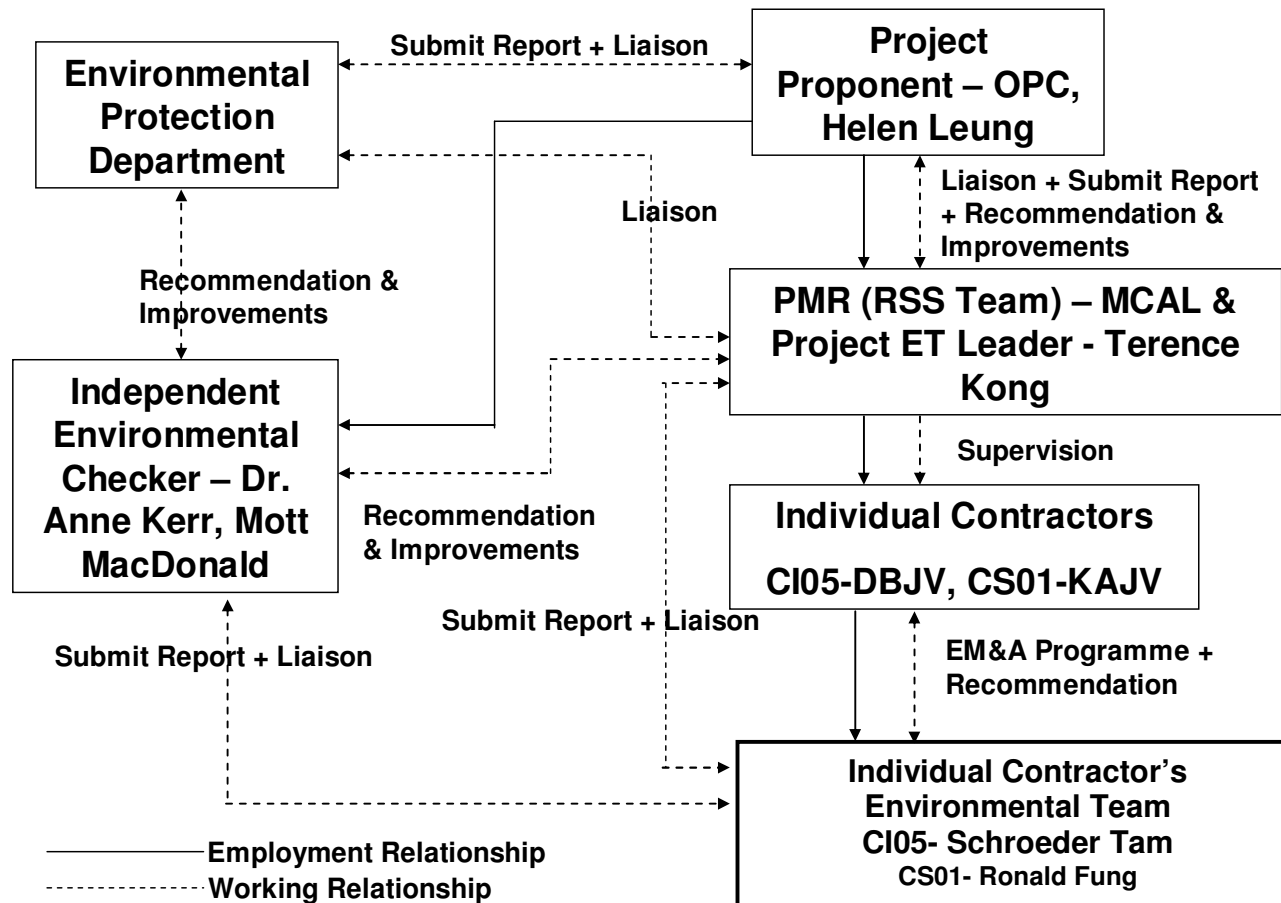 Environmental
Protection
Department
Submit Report + Liaison
Project
Proponent – OPC,
Helen Leung
Liaison
Liaison + Submit Report
+ Recommendation &
Improvements
Recommendation &
Improvements
PMR (RSS Team) – MCAL &
Project ET Leader - Terence
Kong
Independent
Environmental
Checker – Dr.
Anne Kerr, Mott
MacDonald
Supervision
Recommendation
& Improvements
Individual Contractors
CI05-DBJV, CS01-KAJV
Submit Report + Liaison
Submit Report + Liaison
EM&A Programme +
Recommendation
Individual Contractor’s
Environmental Team
CI05- Schroeder Tam
CS01- Ronald Fung
Employment Relationship
Working Relationship